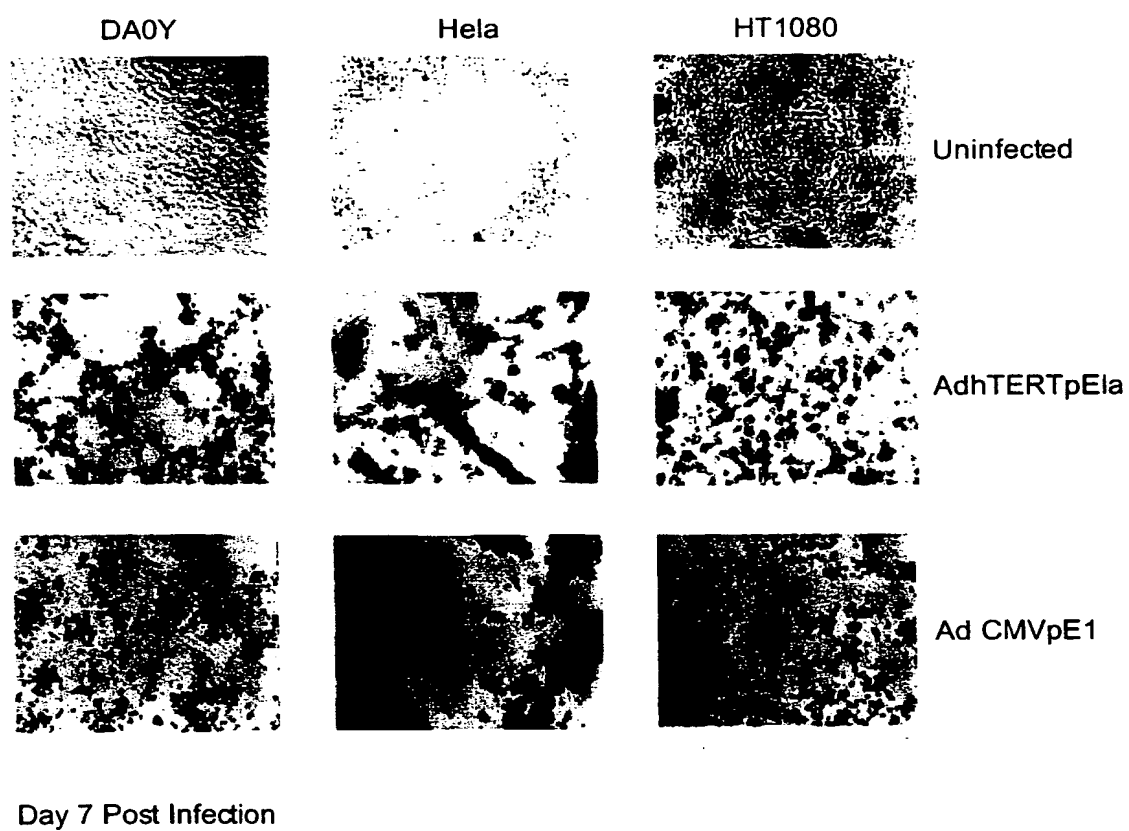 DA0Y Hela HT1080
Uninfected
AdhTERTpEla
Ad CMVpE1
Day 7 Post Infection